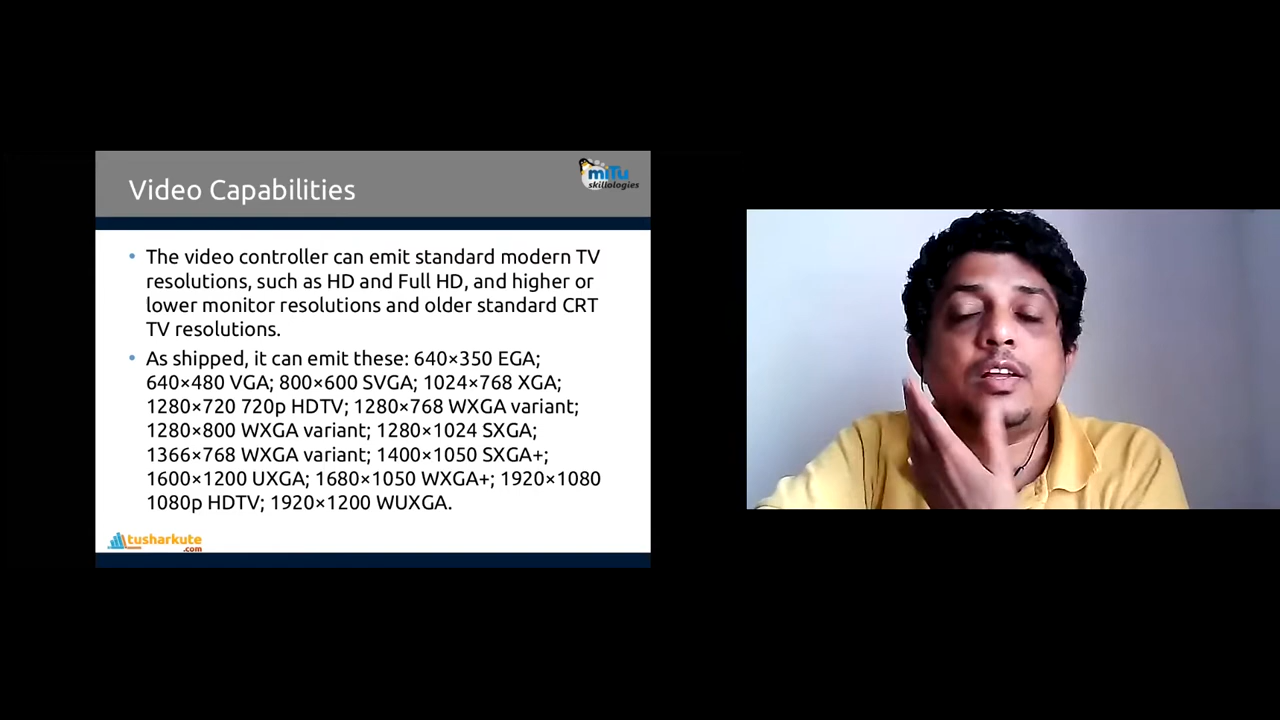 Video Capabilities
miTu
skillologies
• The video controller can emit standard modern TV
resolutions, such as HD and Full HD, and higher or
lower monitor resolutions and older standard CRT
TV resolutions.
• As shipped, it can emit these: 640×350 EGA;
640×480 VGA; 800×600 SVGA; 1024×768 XGA;
1280×720 720p HDTV; 1280×768 WXGA variant;
1280×800 WXGA variant; 1280×1024 SXGA;
1366×768 WXGA variant; 1400×1050 SXGA+;
1600×1200 UXGA; 1680×1050 WXGA+; 1920×1080
1080p HDTV; 1920×1200 WUXGA.
tusharkute
.com